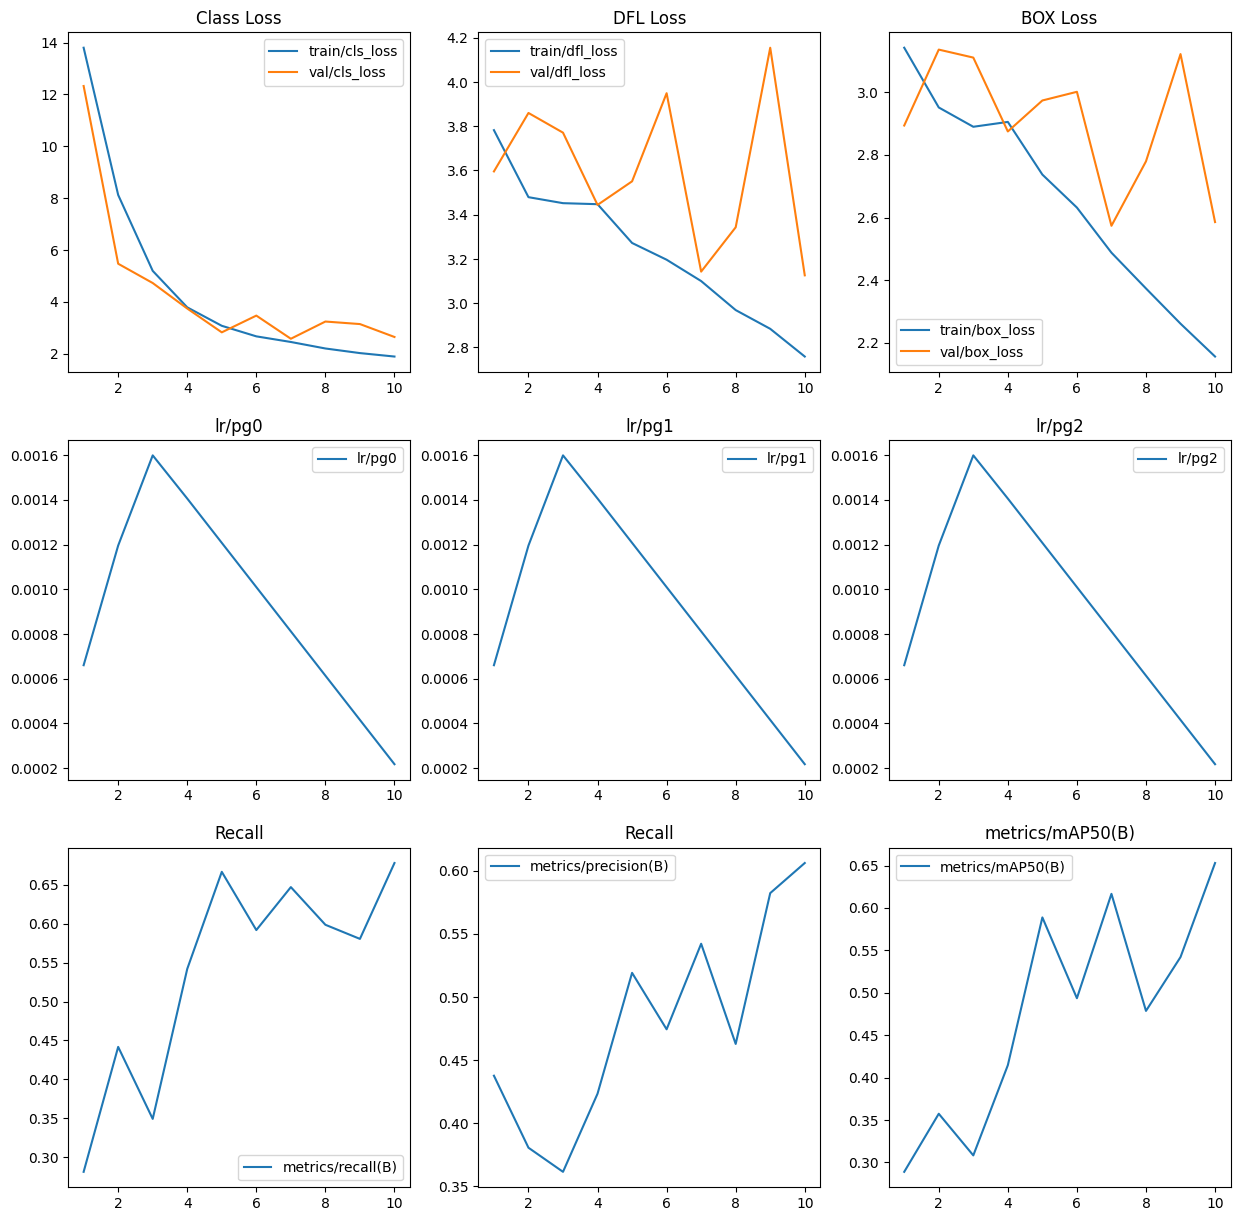 Class Loss
14
12
10
8
6
4
2
2 4 6 8 10
train/cls_loss
val/cls_loss
DFL Loss
4.2
4.0
3.8
3.6
3.4
3.2
3.0
2.8
2 4 6 8 10
train/dfl_loss
val/dfl_loss
BOX Loss
3.0
2.8
2.6
2.4
2.2
2 4 6 8 10
train/box_loss
val/box_loss
lr/pg0
0.0016
0.0014
0.0012
0.0010
0.0008
0.0006
0.0004
0.0002
2 4 6 8 10
lr/pg0
lr/pg1
0.0016
0.0014
0.0012
0.0010
0.0008
0.0006
0.0004
0.0002
2 4 6 8 10
lr/pg1
lr/pg2
0.0016
0.0014
0.0012
0.0010
0.0008
0.0006
0.0004
0.0002
2 4 6 8 10
lr/pg2
Recall
0.65
0.60
0.55
0.50
0.45
0.40
0.35
0.30
2 4 6 8 10
metrics/recall(B)
Recall
0.60
0.55
0.50
0.45
0.40
0.35
2 4 6 8 10
metrics/precision(B)
metrics/mAP50(B)
0.65
0.60
0.55
0.50
0.45
0.40
0.35
0.30
2 4 6 8 10
metrics/mAP50(B)